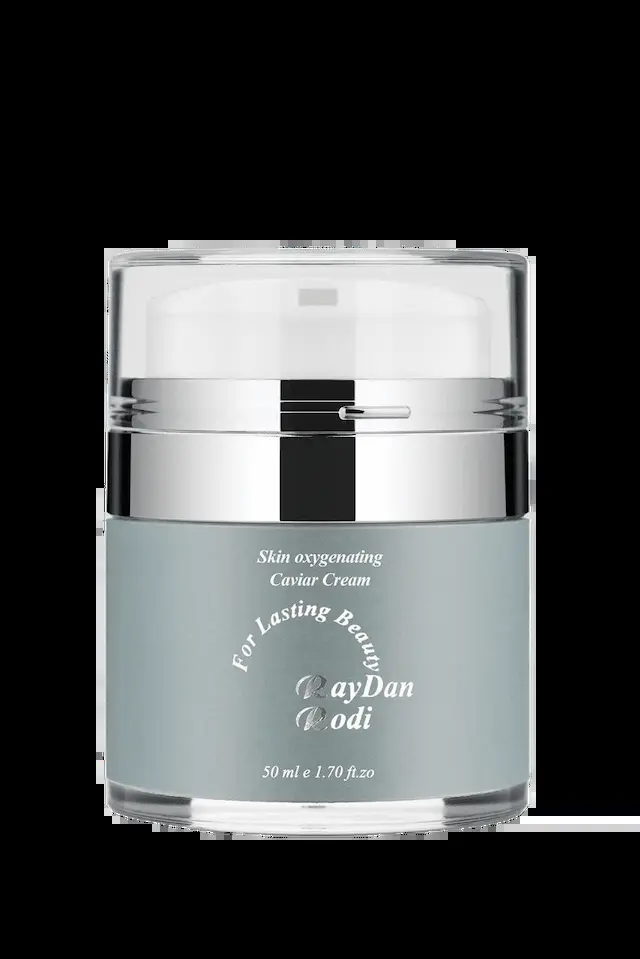 Skin oxygenating
Caviar Cream
For Lasting Beauty
RayDan
Rodi
50 ml e 1.70 ft.zo